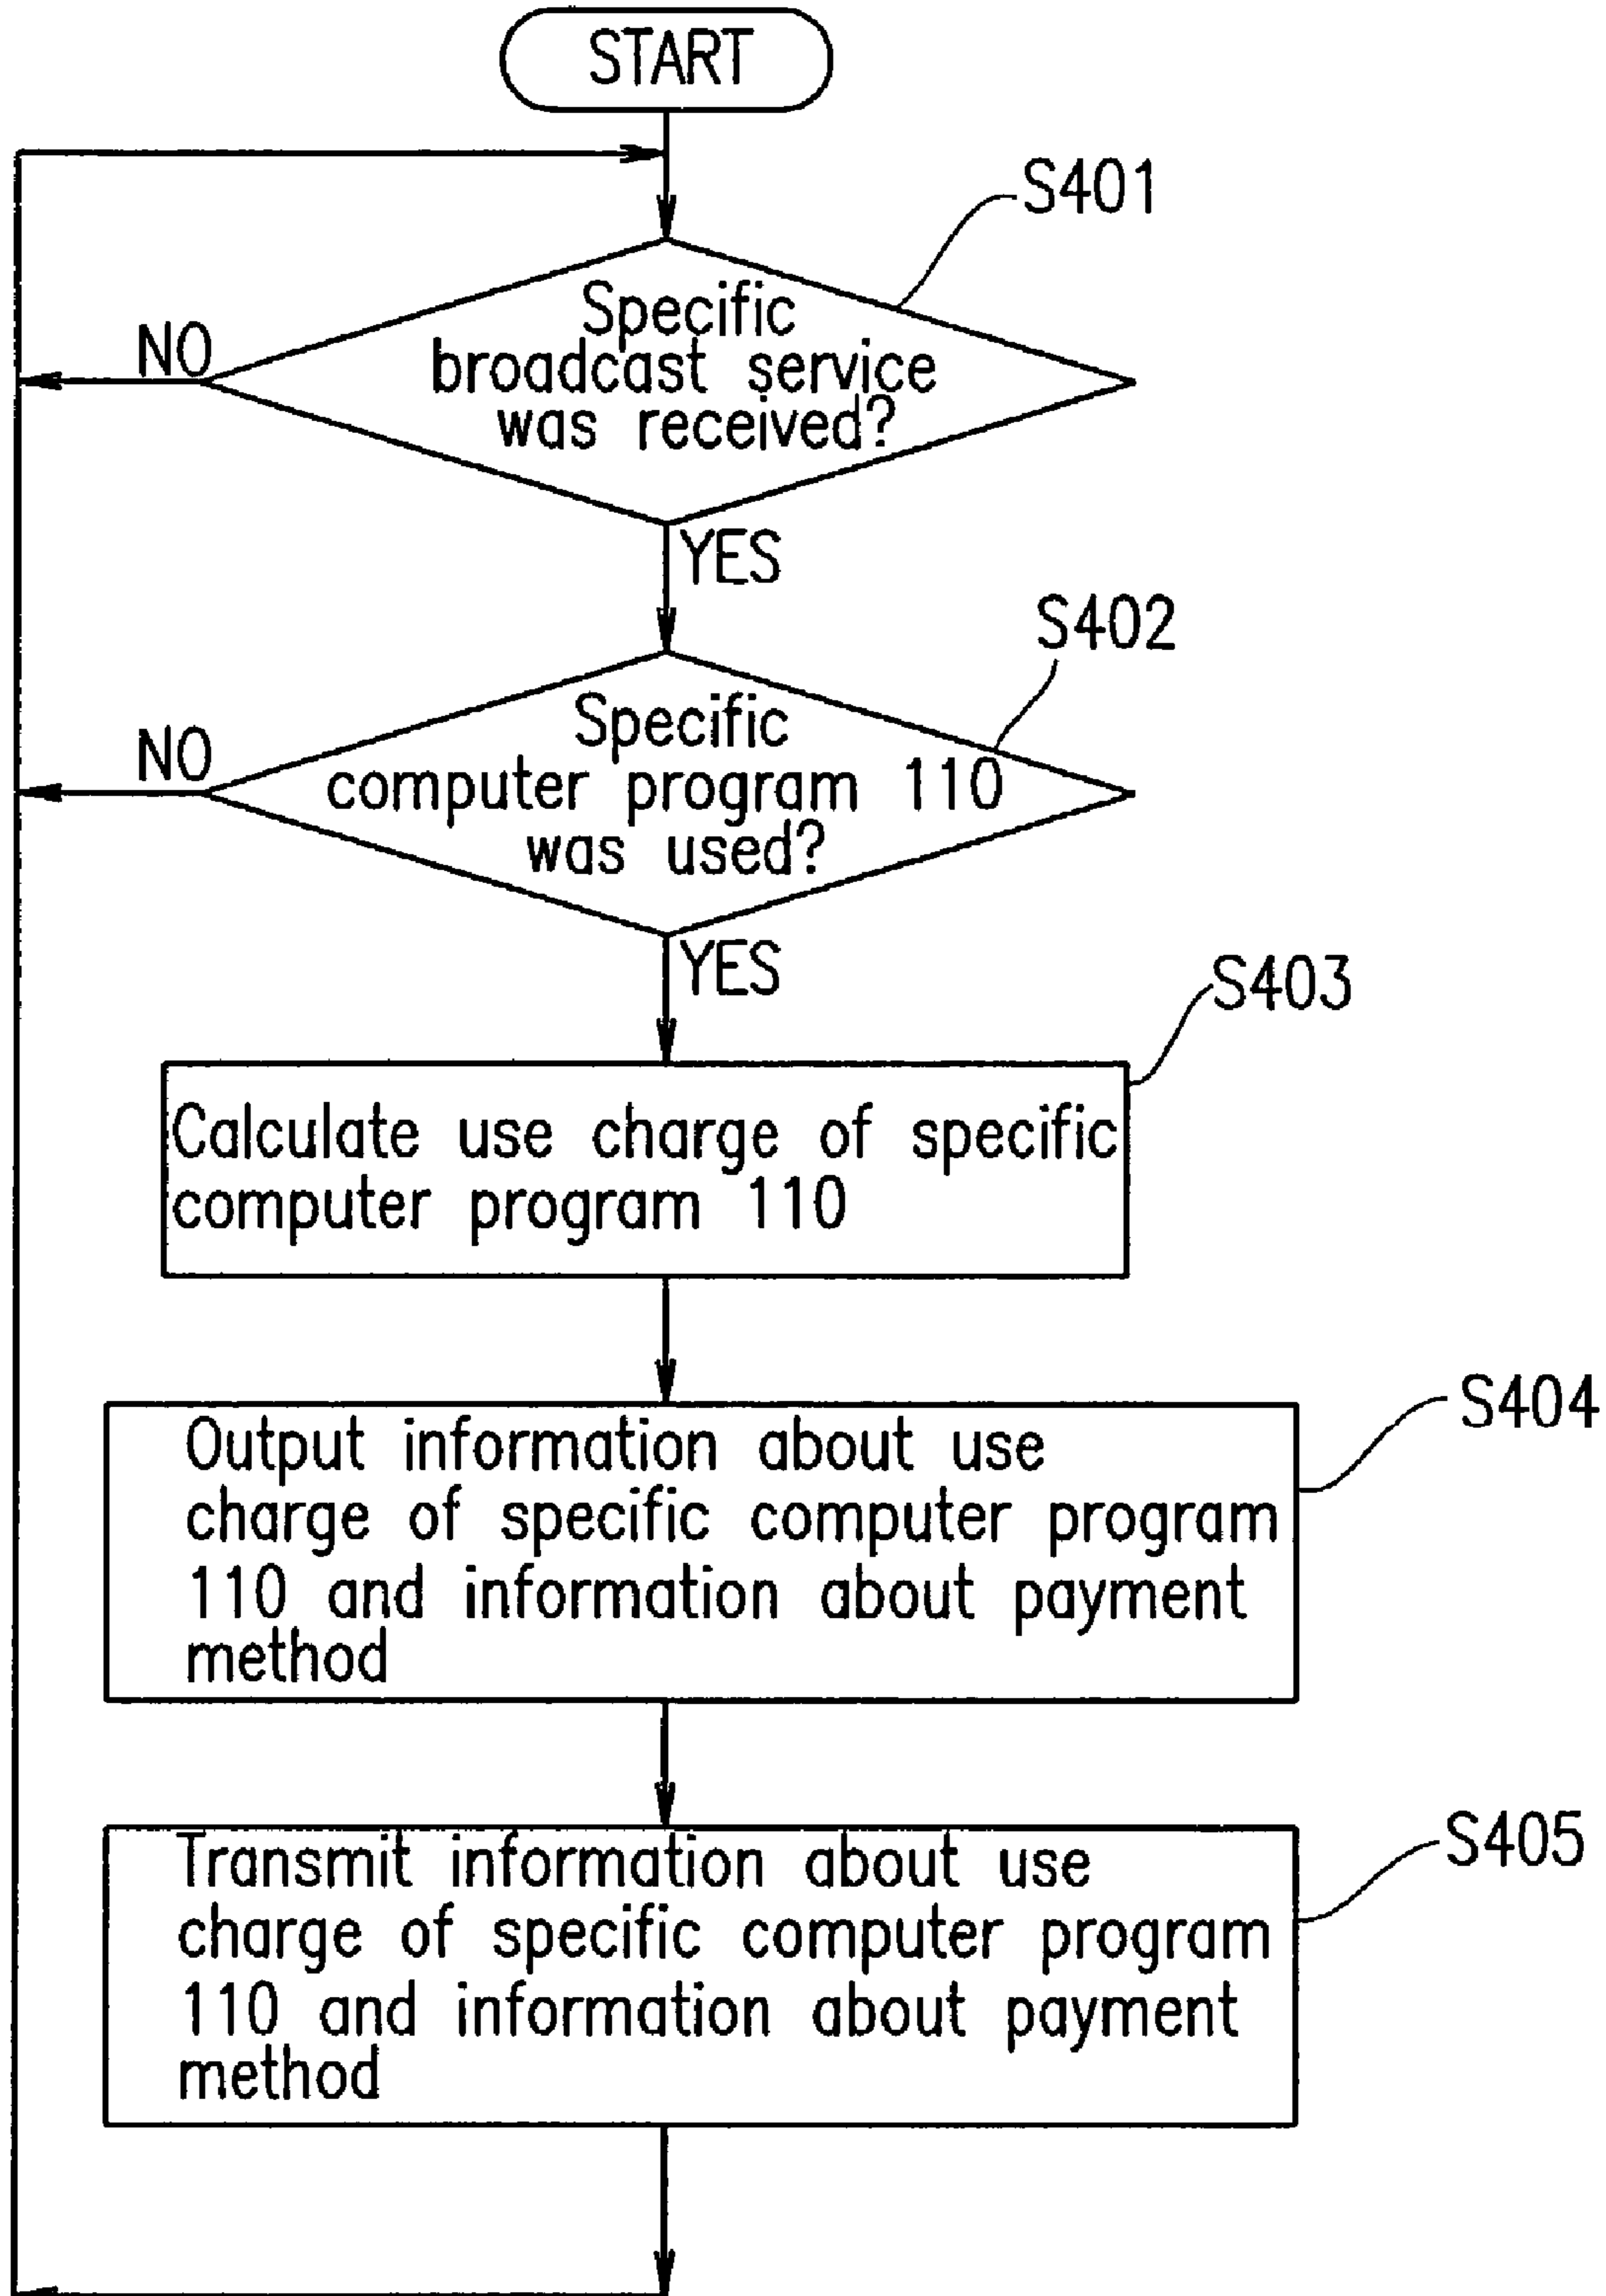 START
S401
Specific
broadcast service
was received?
NO
YES
S402
Specific
computer program 110
was used?
NO
YES
S403
Calculate use charge of specific
computer program 110
S404
Output information about use
charge of specific computer program
110 and information about payment
method
S405
Transmit information about use
charge of specific computer program
110 and information about payment
method